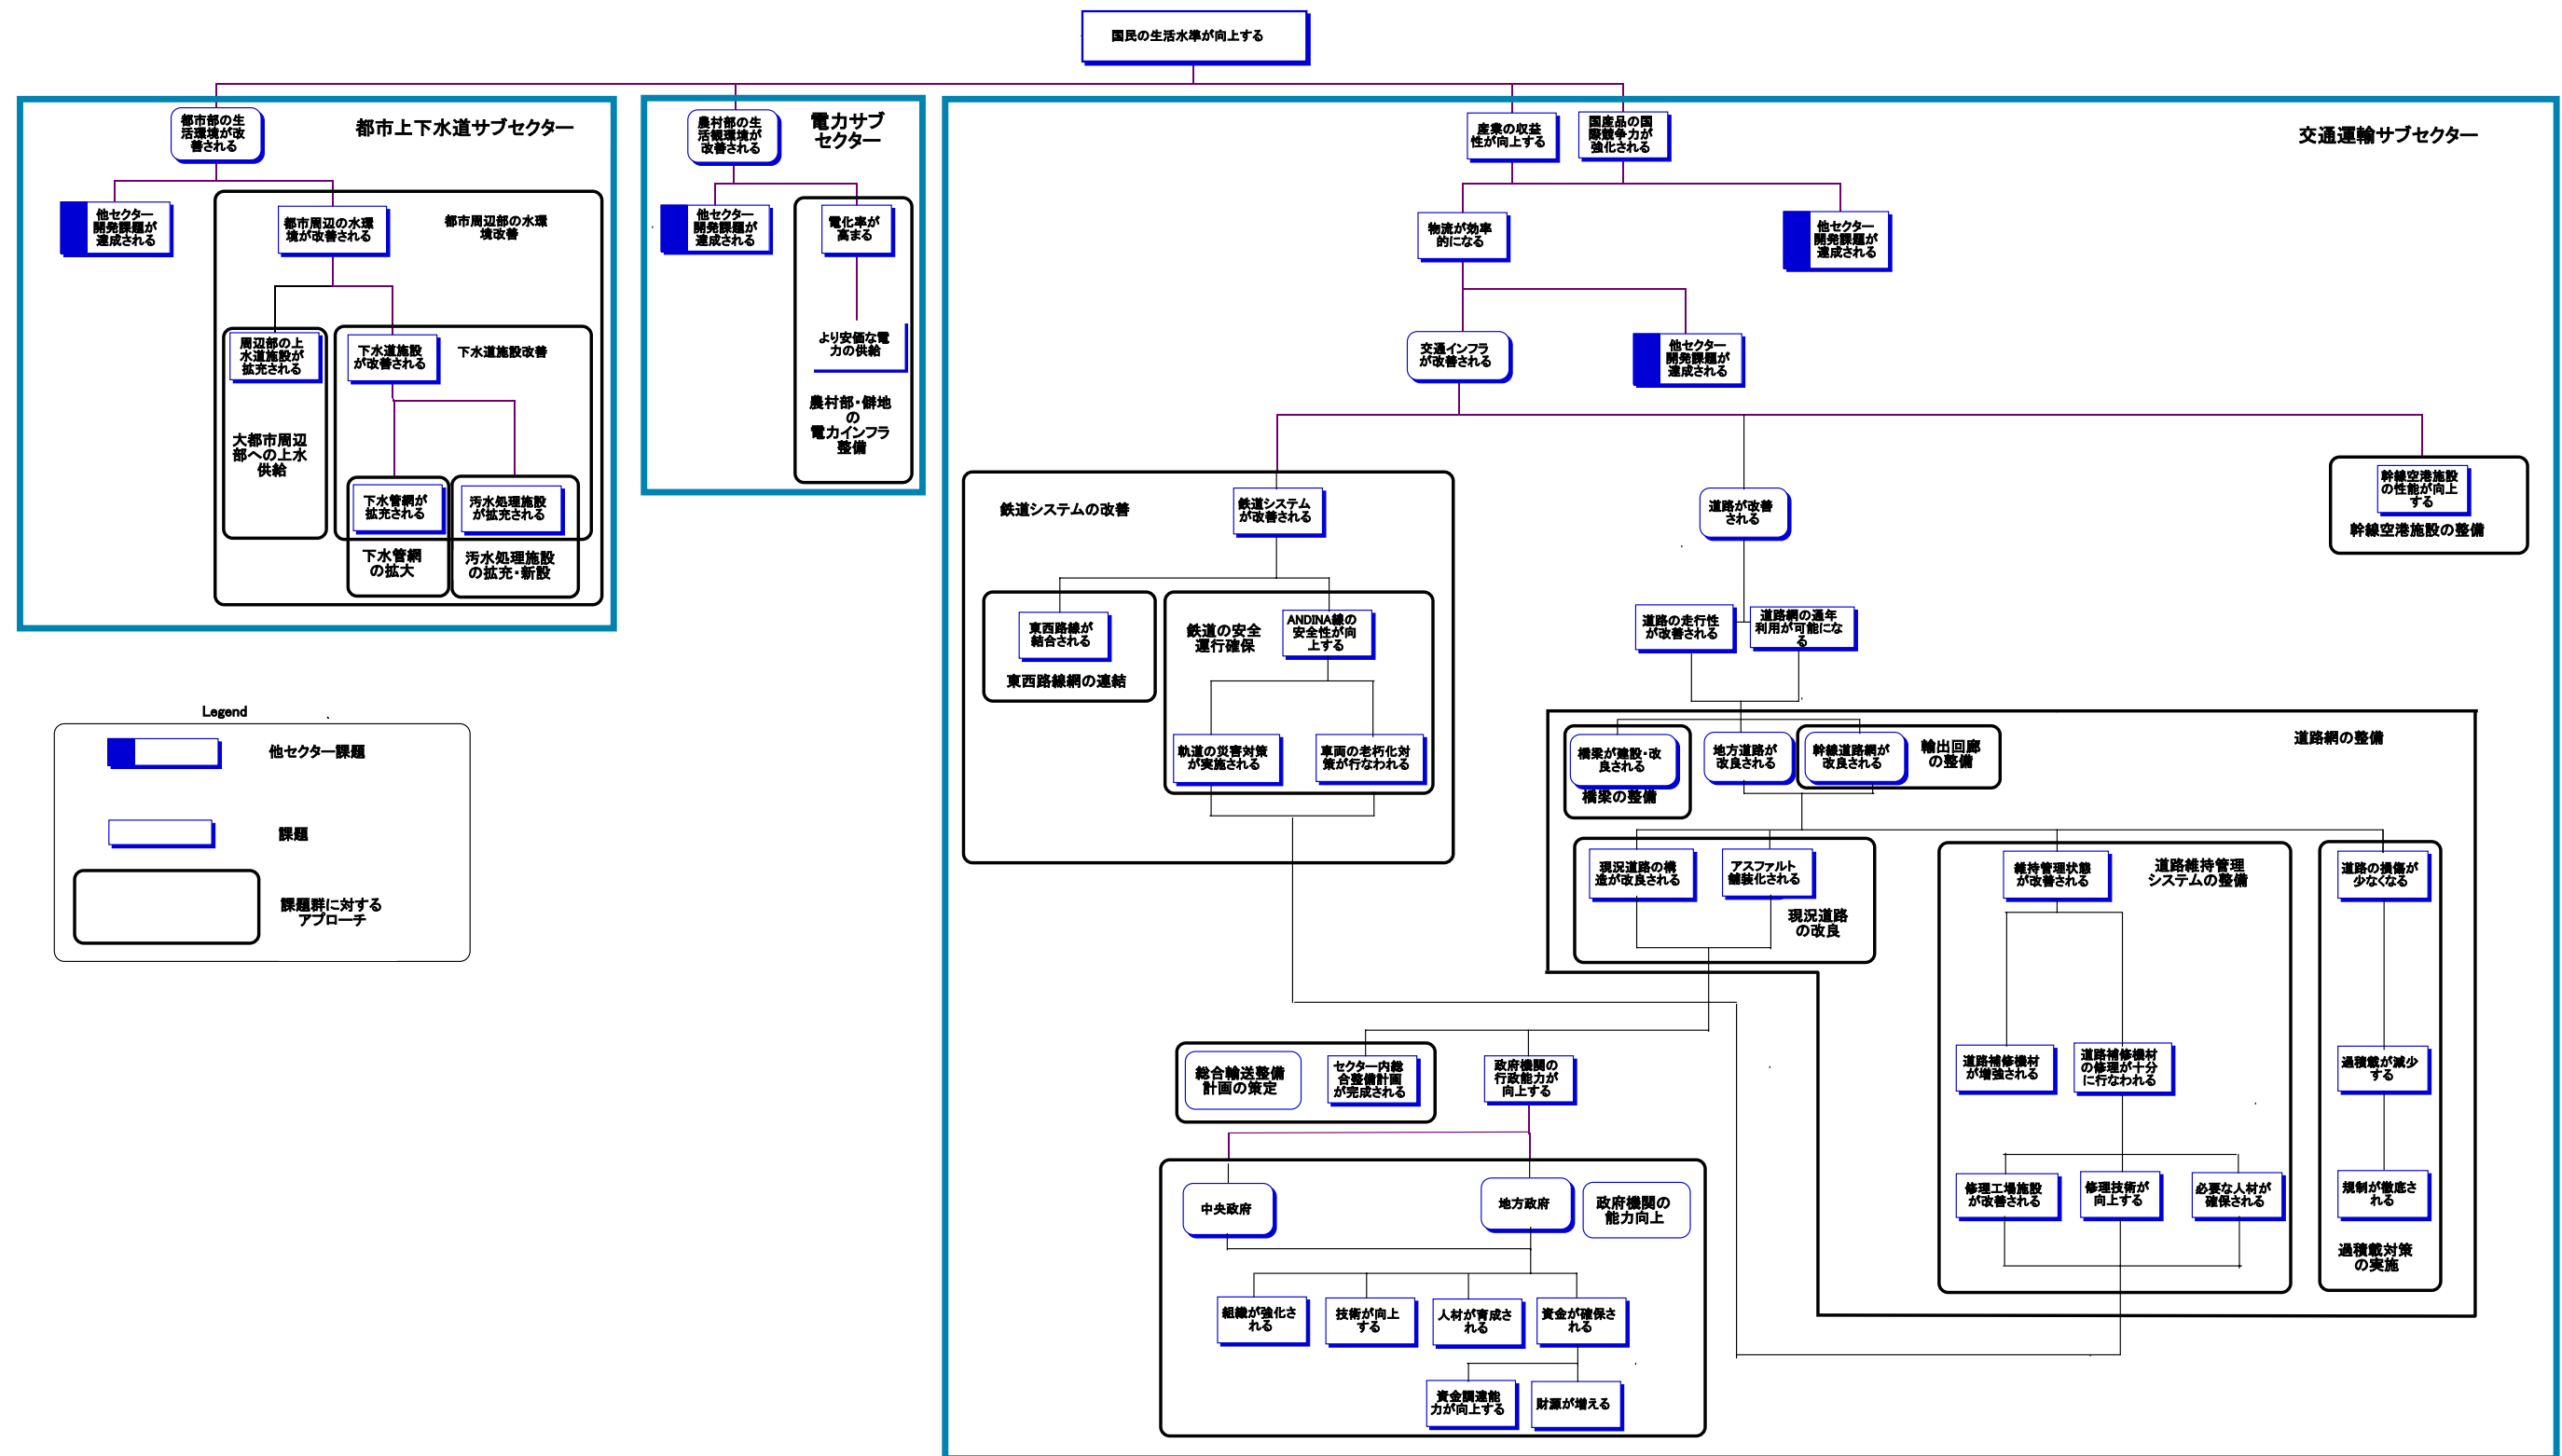 国民の生活水準が向上する
都市部の生
活環境が改
善される
都市上下水道サブセクター
他セクター
開発課題が
達成される
都市周辺の水環
境が改善される
都市周辺部の水環
境改善
周辺部の上
水道施設が
拡充される
下水道施設
が改善される
下水道施設改善
大都市周辺
部への上水
供給
下水管網が
拡充される
汚水処理施設
が拡充される
下水管網
の拡大
汚水処理施設
の拡充・新設
農村部の生
活観環境が
改善される
電力サブ
セクター
他セクター
開発課題が
達成される
電化率が
高まる
より安価な電
力の供給
農村部・僻地
の
電力インフラ
整備
産業の収益
性が向上する
国産品の国
際競争力が
強化される
交通運輸サブセクター
物流が効率
的になる
他セクター
開発課題が
達成される
交通インフラ
が改善される
他セクター
開発課題が
達成される
鉄道システムの改善
鉄道システム
が改善される
道路が改善
される
幹線空港施設
の性能が向上
する
幹線空港施設の整備
東西路線が
結合される
東西路線網の連結
鉄道の安全
運行確保
ANDINA線の
安全性が向
上する
道路の走行性
が改善される
道路網の通年
利用が可能にな
る
軌道の災害対策
が実施される
車両の老朽化対
策が行なわれる
橋梁が建設・改
良される
橋梁の整備
地方道路が
改良される
幹線道路網が
改良される
輸出回廊
の整備
道路網の整備
現況道路の構
造が改良される
アスファルト
舗装化される
現況道路
の改良
維持管理状態
が改善される
道路維持管理
システムの整備
道路の損傷が
少なくなる
総合輸送整備
計画の策定
セクター内総
合整備計画
が完成される
政府機関の
行政能力が
向上する
道路補修機材
が増強される
道路補修機材
の修理が十分
に行なわれる
過積載が減少
する
中央政府
地方政府
政府機関の
能力向上
修理工場施設
が改善される
修理技術が
向上する
必要な人材が
確保される
規制が徹底さ
れる
過積載対策
の実施
組織が強化さ
れる
技術が向上
する
人材が育成さ
れる
資金が確保さ
れる
資金調達能
力が向上する
財源が増える
Legend
他セクター課題
課題
課題群に対する
アプローチ